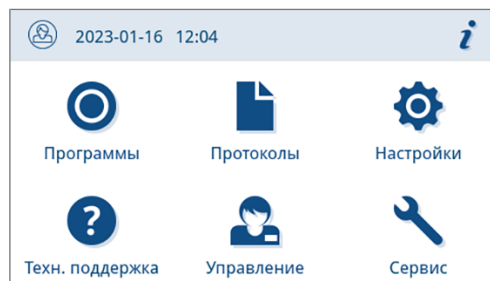 2023-01-16 12:04
i
Программы Протоколы Настройки
?
Техн. поддержка Управление Сервис